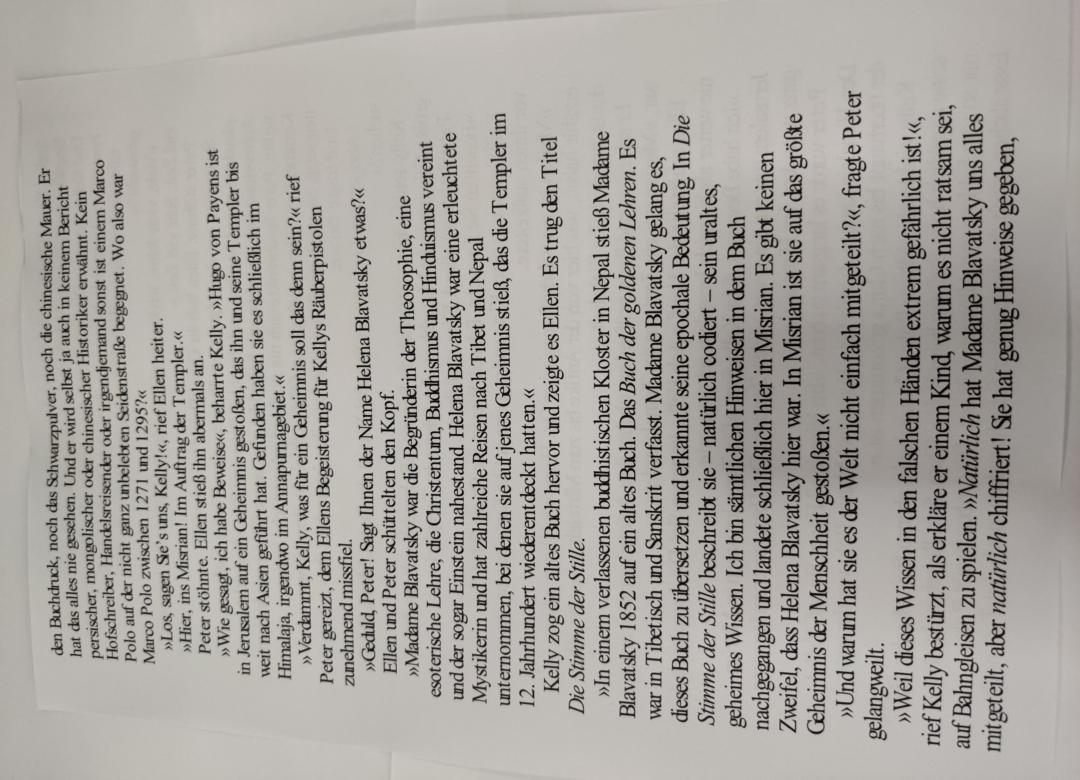 den Buchdruck, noch das Schwarzpulver, noch die chinesische Mauer. Er
hat das alles nie gesehen. Und er wird selbst ja auch in keinem Bericht
persischer, mongolischer oder chinesischer Historiker erwähnt. Kein
Hofschreiber, Handelsreisender oder irgendjemand sonst ist einem Marco
Polo auf der nicht ganz unbelebten Seidenstraße begegnet. Wo also war
Marco Polo zwischen 1271 und 1295?«
»Los, sagen Sie's uns, Kelly!«, rief Ellen heiter.
»Hier, ins Misrian! Im Auftrag der Templer.«
Peter stöhnte. Ellen stieß ihn abermals an.
»Wie gesagt, ich habe Beweise«, beharrte Kelly. »Hugo von Payens ist
in Jerusalem auf ein Geheimnis gestoßen, das ihn und seine Templer bis
weit nach Asien geführt hat. Gefunden haben sie es schließlich im
Himalaja, irgendwo im Annapurnagebiet.«
»Verdammt, Kelly, was für ein Geheimnis soll das denn sein?« rief
Peter gereizt, dem Ellens Begeisterung für Kellys Räuberpistolen
zunehmend missfiel.
»Geduld, Peter! Sagt Ihnen der Name Helena Blavatsky etwas?«
Ellen und Peter schüttelten den Kopf.
»Madame Blavatsky war die Begründerin der Theosophie, eine
esoterische Lehre, die Christentum, Buddhismus und Hinduismus vereint
und der sogar Einstein nahestand. Helena Blavatsky war eine erleuchtete
Mystikerin und hat zahlreiche Reisen nach Tibet und Nepal
unternommen, bei denen sie auf jenes Geheimnis stieß, das die Templer im
12. Jahrhundert wiederentdeckt hatten.«
Kelly zog ein altes Buch hervor und zeigte es Ellen. Es trug den Titel
Die Stimme der Stille.
»In einem verlassenen buddhistischen Kloster in Nepal stieß Madame
Blavatsky 1852 auf ein altes Buch. Das Buch der goldenen Lehren. Es
war in Tibetisch und Sanskrit verfasst. Madame Blavatsky gelang es,
dieses Buch zu übersetzen und erkannte seine epochale Bedeutung. In Die
Stimme der Stille beschreibt sie – natürlich codiert – sein uraltes,
geheimes Wissen. Ich bin sämtlichen Hinweisen in dem Buch
nachgegangen und landete schließlich hier in Misrian. Es gibt keinen
Zweifel, dass Helena Blavatsky hier war. In Misrian ist sie auf das größte
Geheimnis der Menschheit gestoßen.«
»Und warum hat sie es der Welt nicht einfach mitgeteilt?«, fragte Peter
gelangweilt.
»Weil dieses Wissen in den falschen Händen extrem gefährlich ist!«,
rief Kelly bestürzt, als erkläre er einem Kind, warum es nicht ratsam sei,
auf Bahngleisen zu spielen. »Natürlich hat Madame Blavatsky uns alles
mitgeteilt, aber natürlich chiffriert! Sie hat genug Hinweise gegeben,